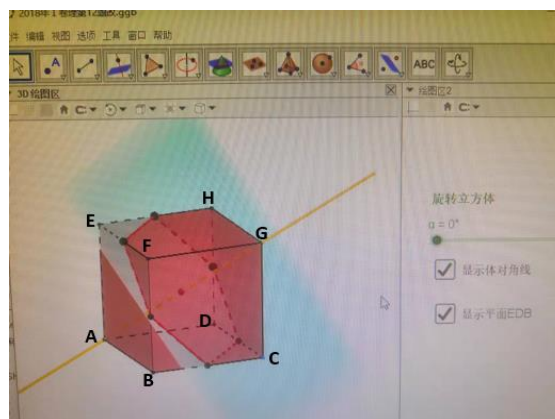 2018年 I 卷理第12题改.ggb
件 编辑 视图 选项 工具 窗口 帮助
A
ABC
3D绘图区
绘图区2
H
E
F
G
A
D
C
B
旋转立方体
α = 0°
显示体对角线
显示平面EDB